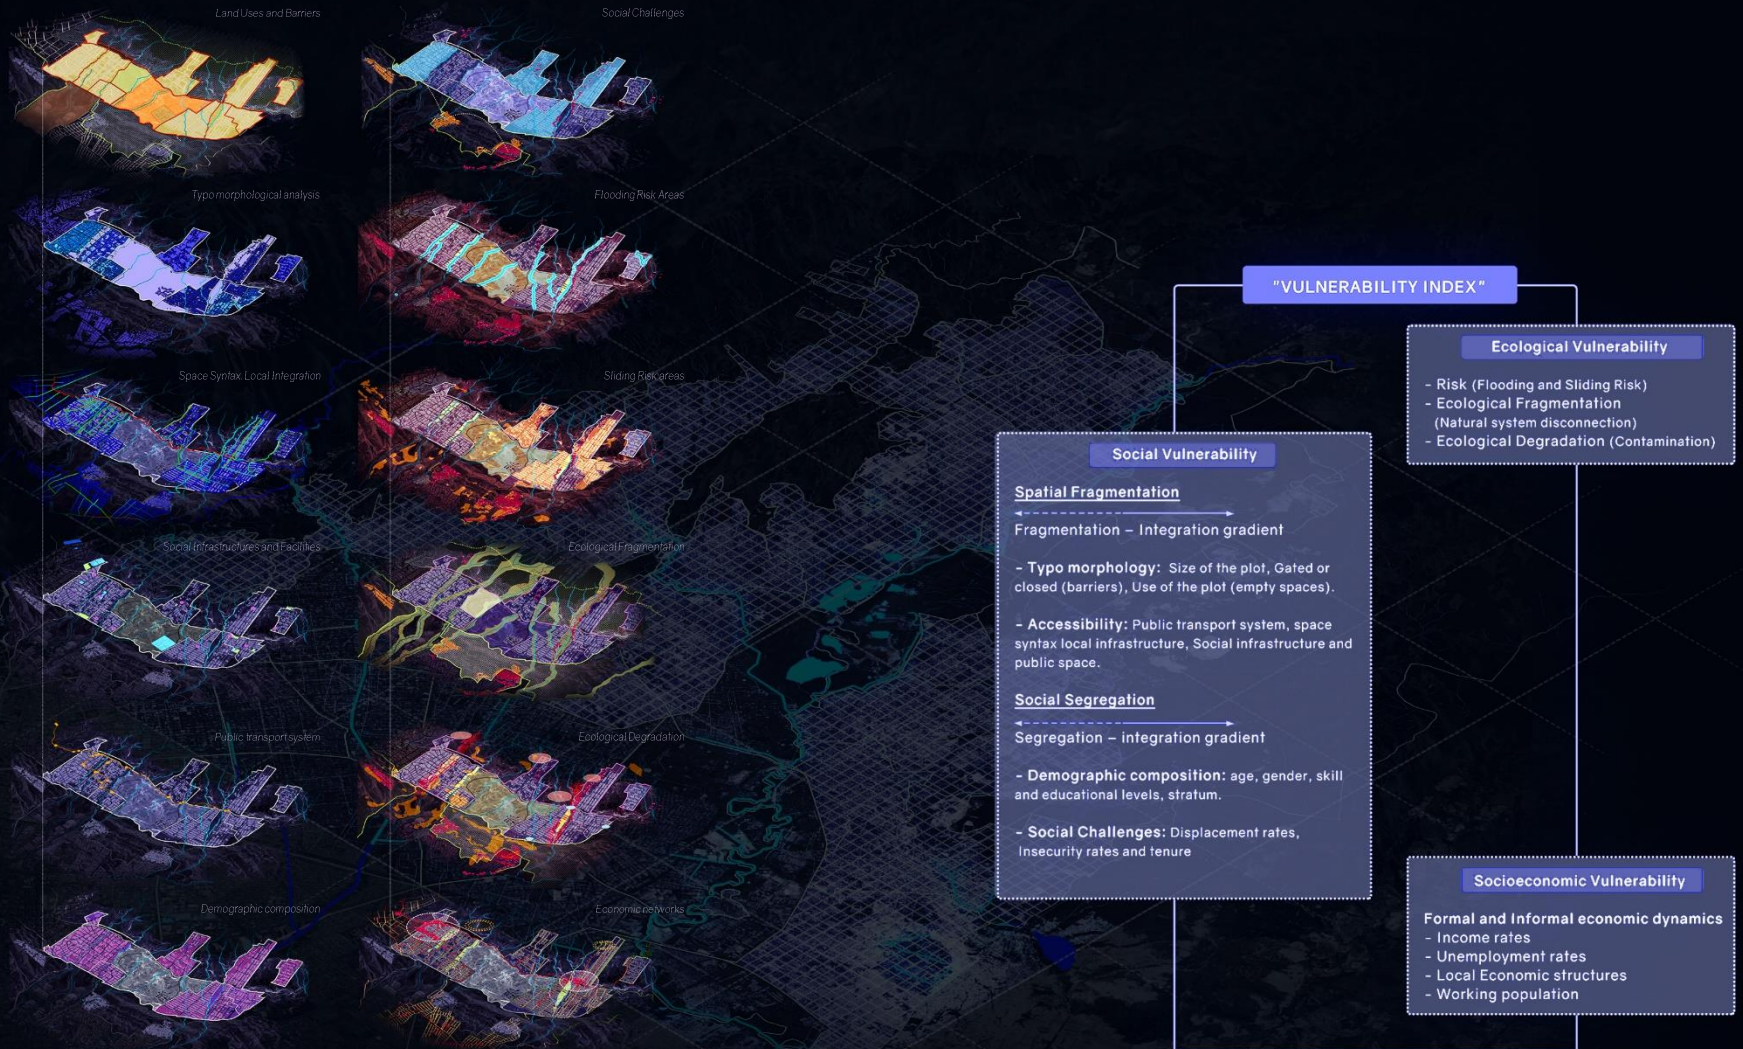 Land Uses and Barriers
Social Challenges
Typo morphological analysis
Flooding Risk Areas
Space Syntax. Local Integration
Sliding Risk areas
Social Infrastructures and Facilities
Ecological Fragmentation
Public transport system
Ecological Degradation
Demographic composition
Economic networks
"VULNERABILITY INDEX"
Ecological Vulnerability
- Risk (Flooding and Sliding Risk)
- Ecological Fragmentation
(Natural system disconnection)
- Ecological Degradation (Contamination)
Social Vulnerability
Spatial Fragmentation
Fragmentation – Integration gradient
- Typo morphology: Size of the plot, Gated or
closed (barriers), Use of the plot (empty spaces).
- Accessibility: Public transport system, space
syntax local infrastructure, Social infrastructure and
public space.
Social Segregation
Segregation – integration gradient
- Demographic composition: age, gender, skill
and educational levels, stratum.
- Social Challenges: Displacement rates,
Insecurity rates and tenure
Socioeconomic Vulnerability
Formal and Informal economic dynamics
- Income rates
- Unemployment rates
- Local Economic structures
- Working population